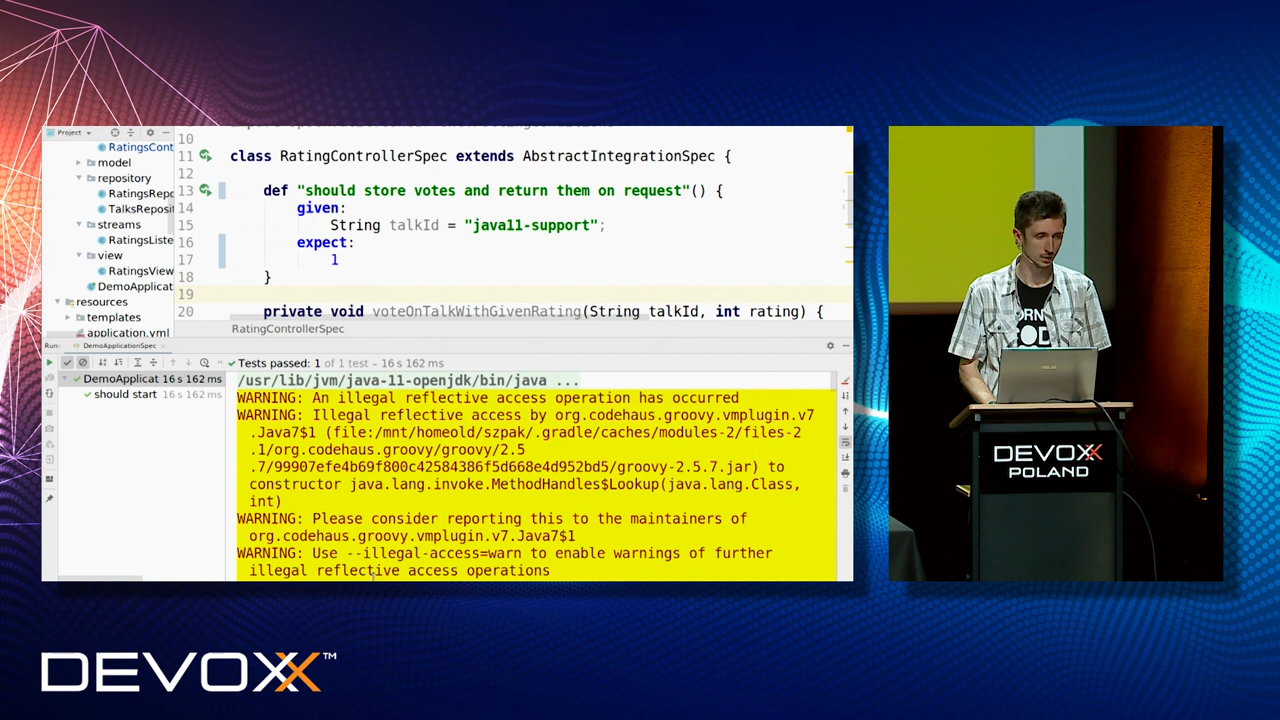 Project
10
RatingsCont
11 class RatingControllerSpec extends AbstractIntegrationSpec {
model
12
repository
13 def "should store votes and return them on request"() {
RatingsRepo
14 given:
TalksReposit
15 String talkId = "java11-support";
streams
16 expect:
RatingsListe
17 1
view
18 }
RatingsView
19
DemoApplicat
20 private void voteOnTalkWithGivenRating(String talkId, int rating) {
resources
templates
application.yml
RatingControllerSpec
Run: DemoApplicationSpec
Tests passed: 1 of 1 test – 16 s 162 ms
DemoApplicat 16 s 162 ms
should start 16 s 162 ms
/usr/lib/jvm/java-11-openjdk/bin/java ...
WARNING: An illegal reflective access operation has occurred
WARNING: Illegal reflective access by org.codehaus.groovy.vmplugin.v7
.Java7$1 (file:/mnt/homeold/szpak/.gradle/caches/modules-2/files-2
.1/org.codehaus.groovy/groovy/2.5
.7/99907efe4b69f800c42584386f5d668e4d952bd5/groovy-2.5.7.jar) to
constructor java.lang.invoke.MethodHandles$Lookup(java.lang.Class,
int)
WARNING: Please consider reporting this to the maintainers of
org.codehaus.groovy.vmplugin.v7.Java7$1
WARNING: Use --illegal-access=warn to enable warnings of further
illegal reflective access operations
DEVOXX
POLAND
DEVOXX™